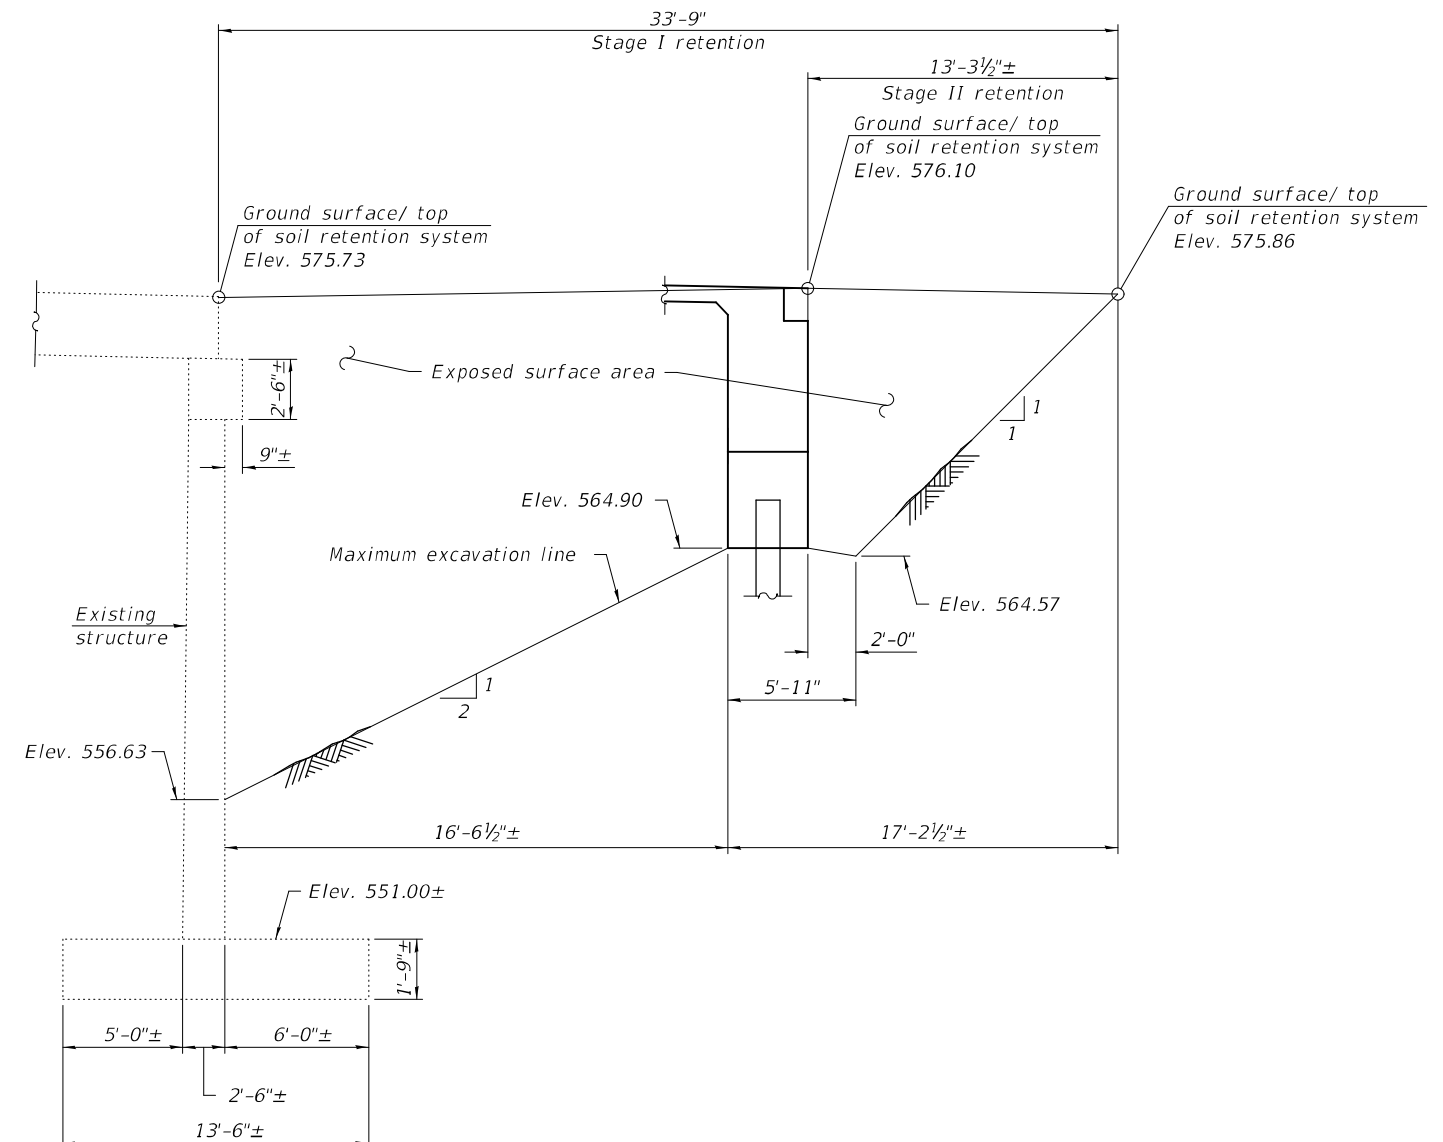 33'-9"
Stage I retention
13'-3½"±
Stage II retention
Ground surface/ top
of soil retention system
Elev. 576.10
Ground surface/ top
of soil retention system
Elev. 575.86
Ground surface/ top
of soil retention system
Elev. 575.73
2'-6"±
Exposed surface area
1
1
9"±
Elev. 564.90
Maximum excavation line
Existing
structure
Elev. 564.57
2'-0"
5'-11"
1
2
Elev. 556.63
16'-6½"±
17'-2½"±
Elev. 551.00±
1'-9"±
5'-0"±
6'-0"±
2'-6"±
13'-6"±